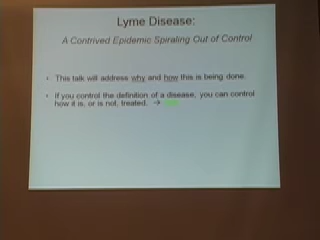 Lyme Disease:
A Contrived Epidemic Spiraling Out of Control
• This talk will address why and how this is being done.
• If you control the definition of a disease, you can control
how it is, or is not, treated. →